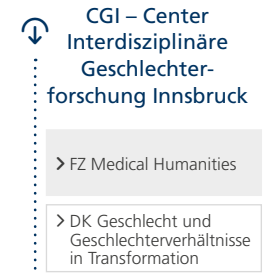 CGI – Center
Interdisziplinäre
Geschlechter-
forschung Innsbruck
> FZ Medical Humanities
> DK Geschlecht und
Geschlechterverhältnisse
in Transformation